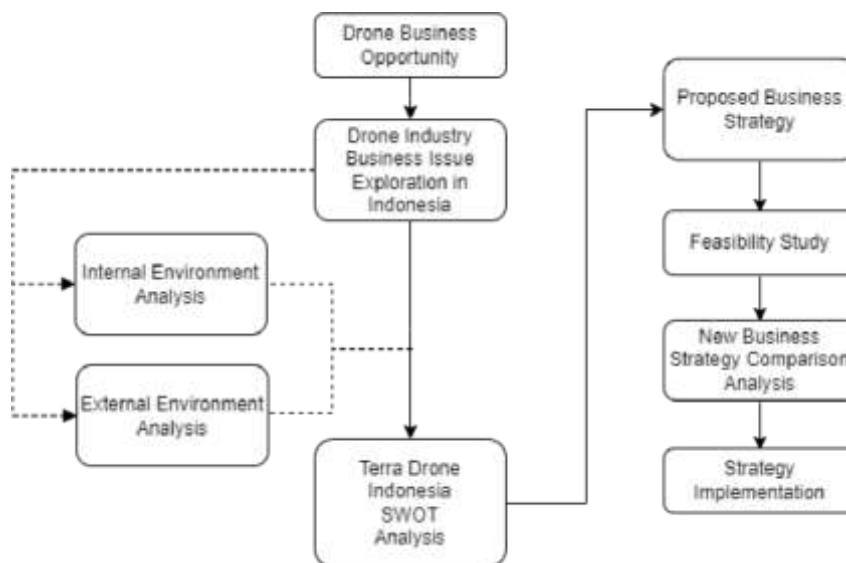 Drone Business
Opportunity
Drone Industry
Business Issue
Exploration in
Indonesia
Internal Environment
Analysis
External Environment
Analysis
Terra Drone
Indonesia
SWOT
Analysis
Proposed Business
Strategy
Feasibility Study
New Business
Strategy Comparison
Analysis
Strategy
Implementation